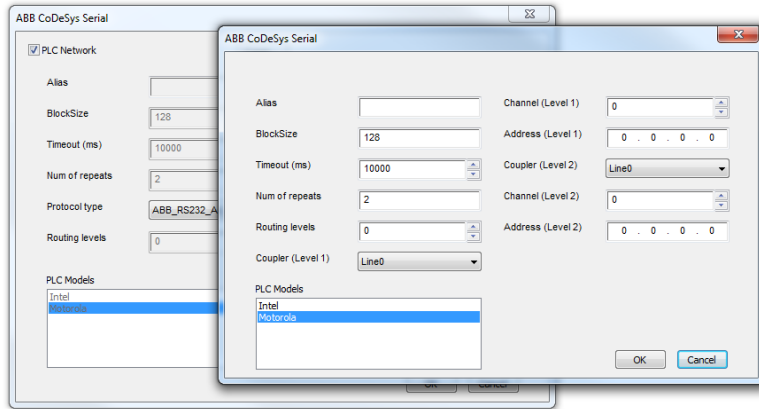 ABB CoDeSys Serial
PLC Network
Alias
BlockSize
128
Timeout (ms)
10000
Num of repeats
2
Protocol type
ABB_RS232_A
Routing levels
0
PLC Models
Intel
Motorola
ABB CoDeSys Serial
Alias
BlockSize
128
Timeout (ms)
10000
Num of repeats
2
Routing levels
0
Coupler (Level 1)
Line0
PLC Models
Intel
Motorola
Channel (Level 1)
0
Address (Level 1)
0 . 0 . 0 . 0
Coupler (Level 2)
Line0
Channel (Level 2)
0
Address (Level 2)
0 . 0 . 0 . 0
OK
Cancel